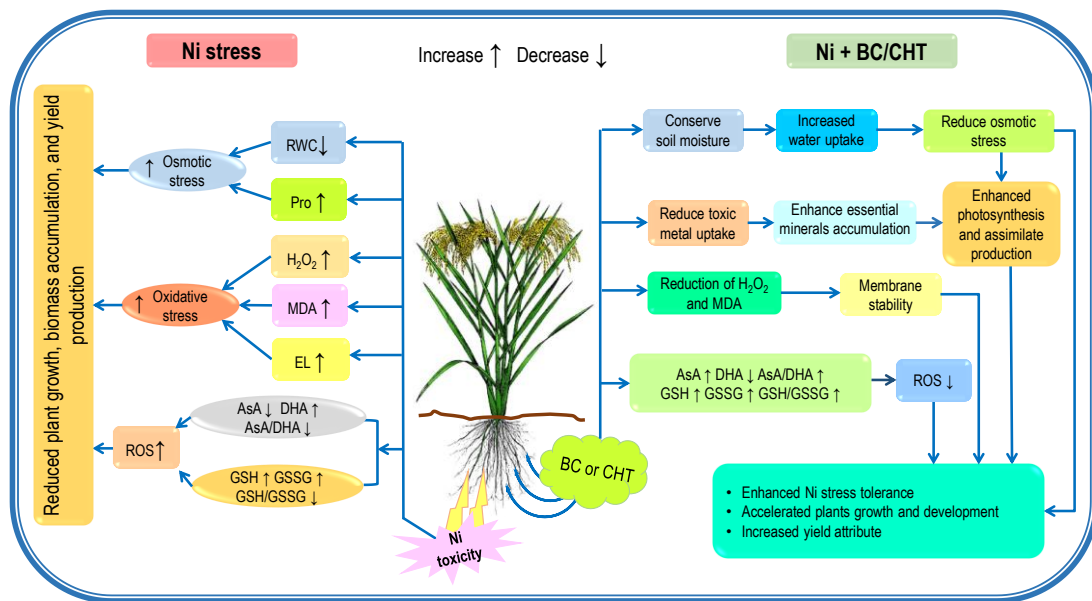 Ni stress
Increase ↑ Decrease ↓
Ni + BC/CHT
Reduced plant growth, biomass accumulation, and yield
production
↑ Osmotic
stress
RWC↓
Pro ↑
↑ Oxidative
stress
H₂O₂ ↑
MDA ↑
EL ↑
ROS↑
AsA ↓ DHA ↑
AsA/DHA ↓
GSH ↑ GSSG ↑
GSH/GSSG ↓
Ni
toxicity
BC or CHT
Conserve
soil moisture
Increased
water uptake
Reduce osmotic
stress
Reduce toxic
metal uptake
Enhance essential
minerals accumulation
Enhanced
photosynthesis
and assimilate
production
Reduction of H₂O₂
and MDA
Membrane
stability
AsA ↑ DHA ↓ AsA/DHA ↑
GSH ↑ GSSG ↑ GSH/GSSG ↑
ROS ↓
• Enhanced Ni stress tolerance
• Accelerated plants growth and development
• Increased yield attribute